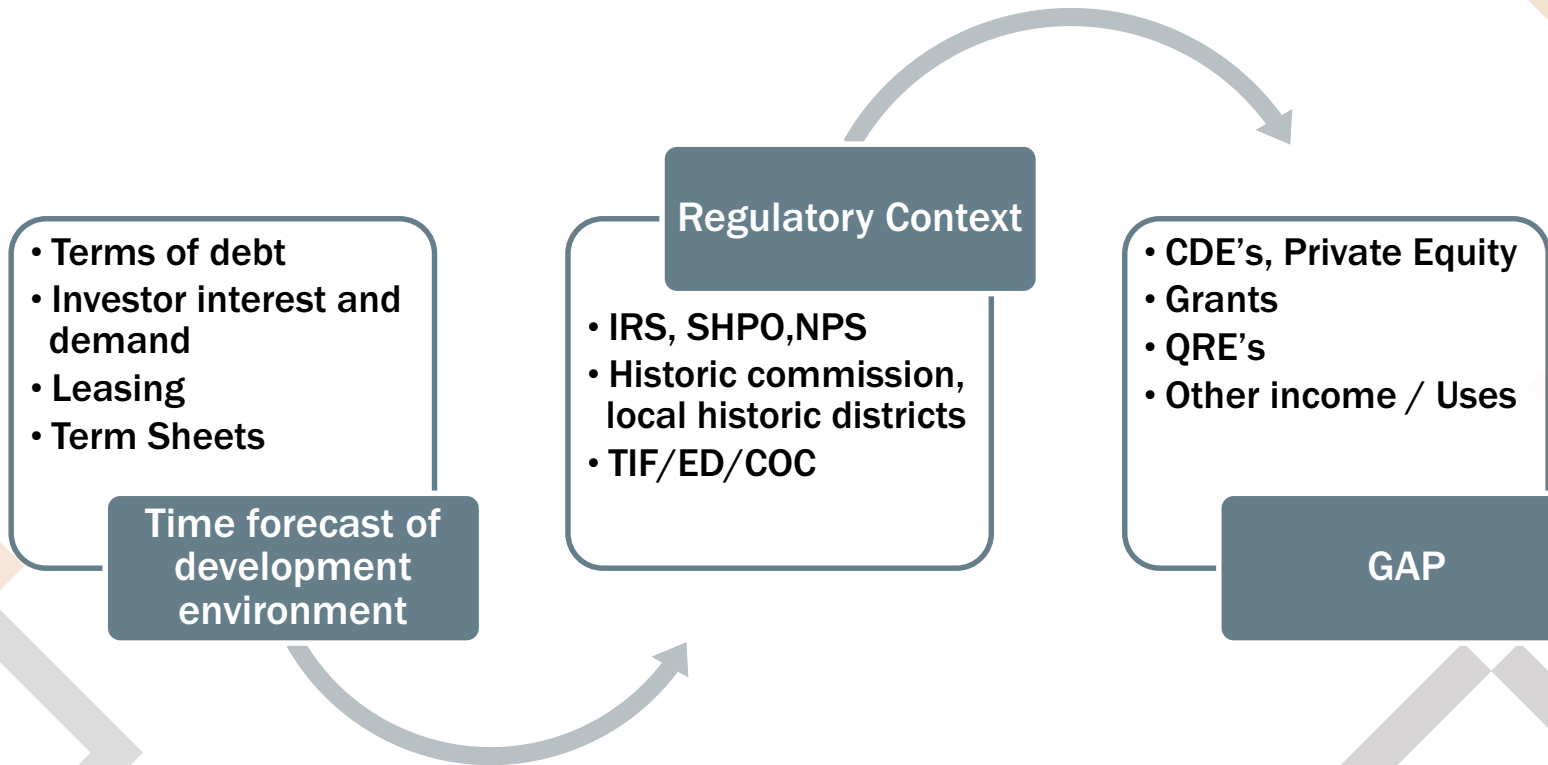 • Terms of debt
• Investor interest and
demand
• Leasing
• Term Sheets
Time forecast of
development
environment
Regulatory Context
• IRS, SHPO,NPS
• Historic commission,
local historic districts
• TIF/ED/COC
• CDE's, Private Equity
• Grants
• QRE's
• Other income / Uses
GAP